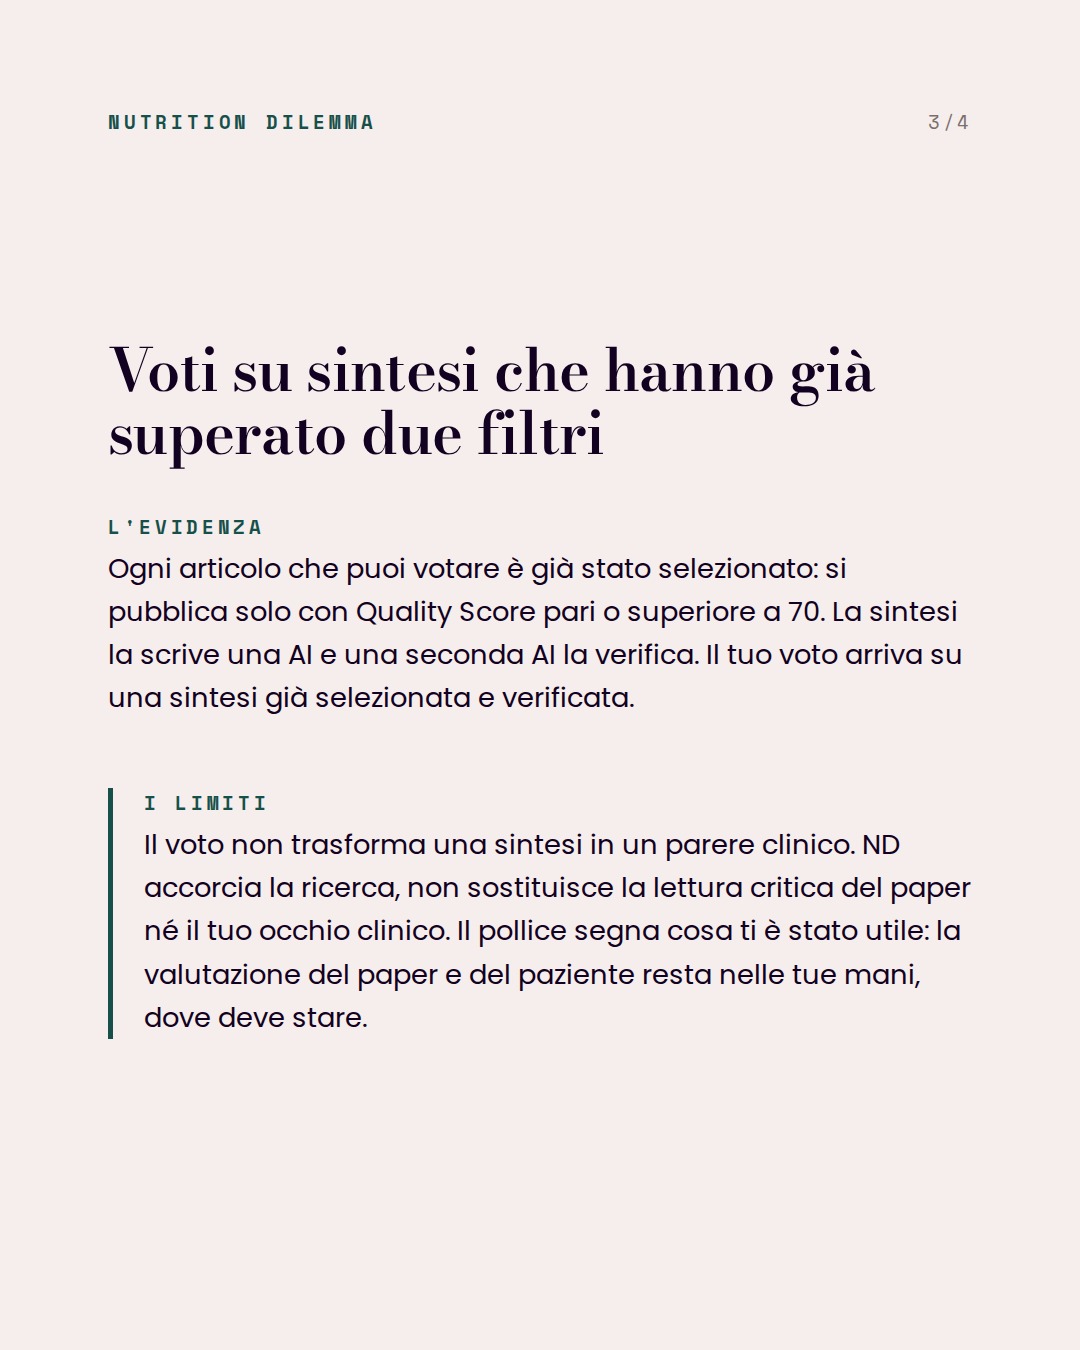 NUTRITION DILEMMA
3/4
Voti su sintesi che hanno già
superato due filtri
L'EVIDENZA
Ogni articolo che puoi votare è già stato selezionato: si
pubblica solo con Quality Score pari o superiore a 70. La sintesi
la scrive una AI e una seconda AI la verifica. Il tuo voto arriva su
una sintesi già selezionata e verificata.
I LIMITI
Il voto non trasforma una sintesi in un parere clinico. ND
accorcia la ricerca, non sostituisce la lettura critica del paper
né il tuo occhio clinico. Il pollice segna cosa ti è stato utile: la
valutazione del paper e del paziente resta nelle tue mani,
dove deve stare.